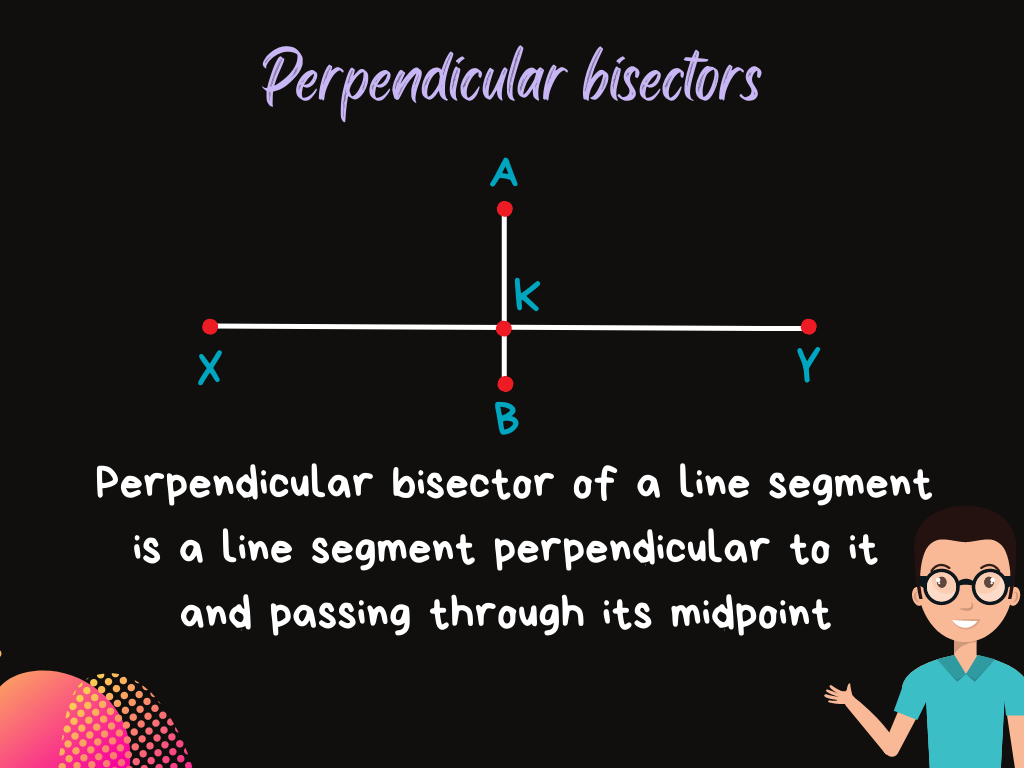 Perpendicular bisectors
A
K
X
Y
B
Perpendicular bisector of a line segment
is a line segment perpendicular to it
and passing through its midpoint